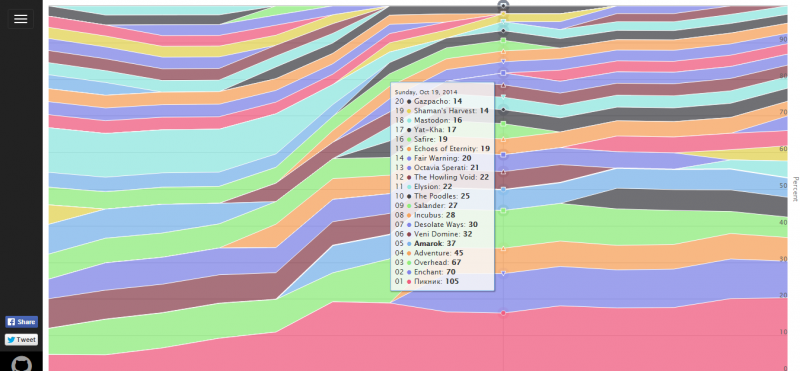 90
Sunday, Oct 19, 2014
20 ● Gazpacho: 14
19 ● Shaman's Harvest: 14
18 ● Mastodon: 16
17 ● Yat-Kha: 17
16 ● Safire: 19
15 ● Echoes of Eternity: 19
14 ● Fair Warning: 20
13 ● Octavia Sperati: 21
12 ● The Howling Void: 22
11 ● Elysion: 22
10 ● The Poodles: 25
09 ● Salander: 27
08 ● Incubus: 28
07 ● Desolate Ways: 30
06 ● Veni Domine: 32
05 ● Amarok: 37
04 ● Adventure: 45
03 ● Overhead: 67
02 ● Enchant: 70
01 ● Пикник: 105
80
70
60
50
40
30
20
10
0
Percent
Share
Tweet